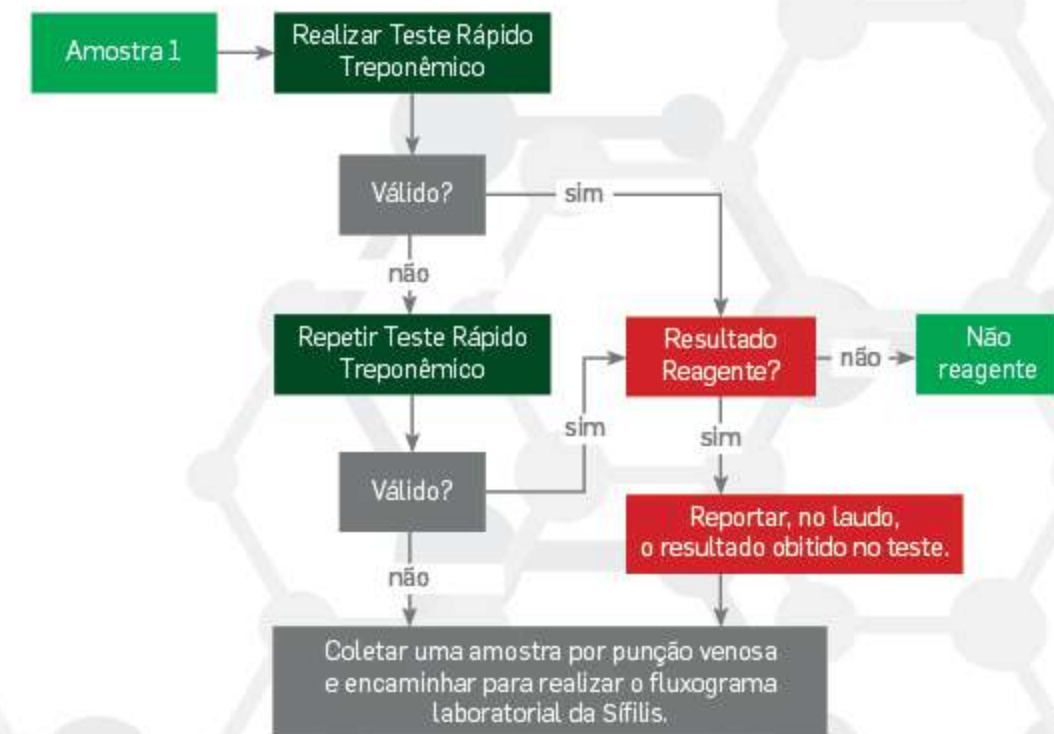 Amostra 1
Realizar Teste Rápido
Treponêmico
Válido?
sim
não
Repetir Teste Rápido
Treponêmico
Resultado
Reagente?
não
Não
reagente
sim
sim
Válido?
Reportar, no laudo,
o resultado obitido no teste.
não
Coletar uma amostra por punção venosa
e encaminhar para realizar o fluxograma
laboratorial da Sífilis.